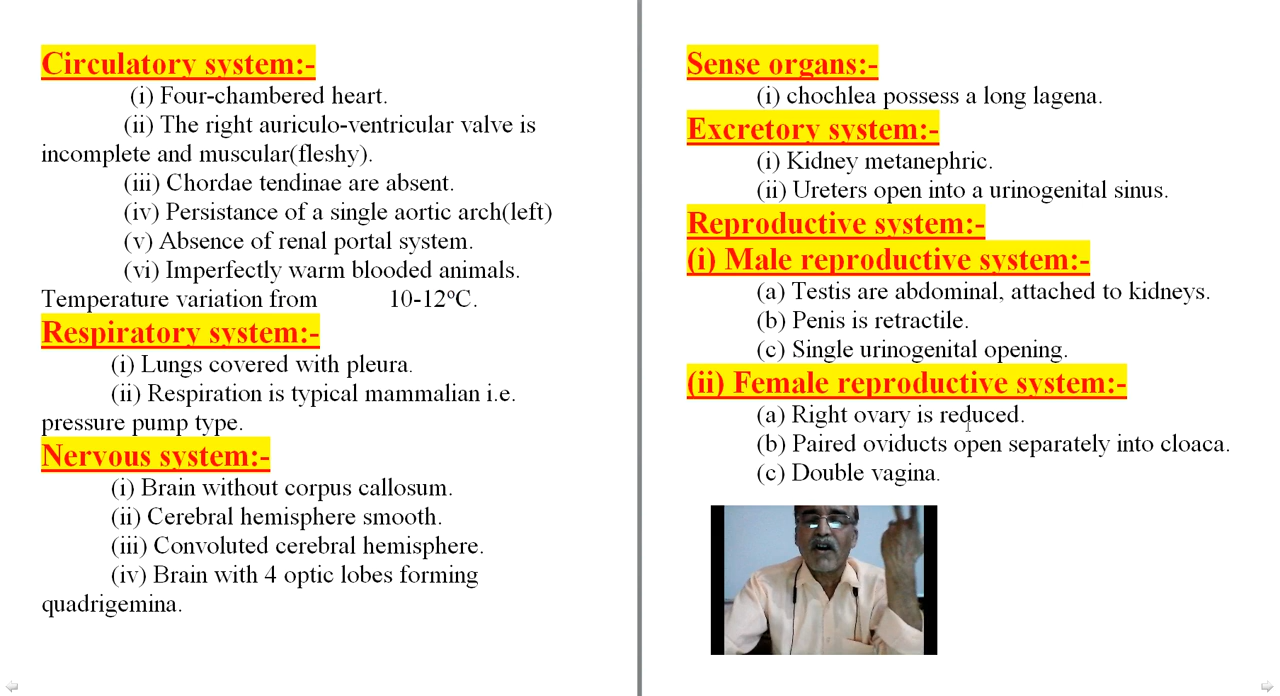 Circulatory system:-
(i) Four-chambered heart.
(ii) The right auriculo-ventricular valve is
incomplete and muscular(fleshy).
(iii) Chordae tendinae are absent.
(iv) Persistance of a single aortic arch(left)
(v) Absence of renal portal system.
(vi) Imperfectly warm blooded animals.
Temperature variation from 10-12ºC.
Respiratory system:-
(i) Lungs covered with pleura.
(ii) Respiration is typical mammalian i.e.
pressure pump type.
Nervous system:-
(i) Brain without corpus callosum.
(ii) Cerebral hemisphere smooth.
(iii) Convoluted cerebral hemisphere.
(iv) Brain with 4 optic lobes forming
quadrigemina.
Sense organs:-
(i) chochlea possess a long lagena.
Excretory system:-
(i) Kidney metanephric.
(ii) Ureters open into a urinogenital sinus.
Reproductive system:-
(i) Male reproductive system:-
(a) Testis are abdominal, attached to kidneys.
(b) Penis is retractile.
(c) Single urinogenital opening.
(ii) Female reproductive system:-
(a) Right ovary is reduced.
(b) Paired oviducts open separately into cloaca.
(c) Double vagina.